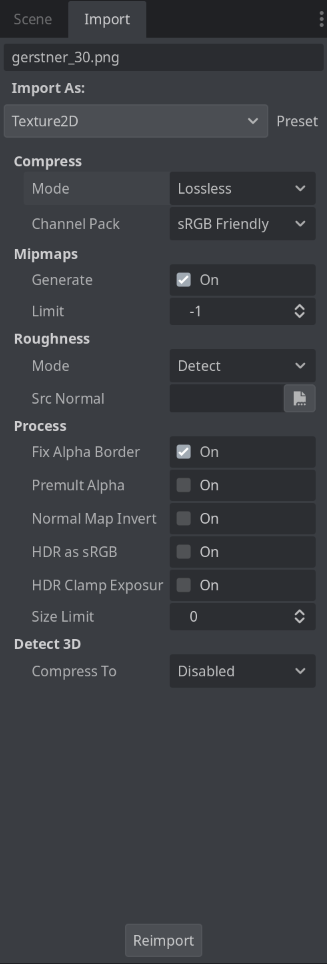 Scene Import
gerstner_30.png
Import As:
Texture2D Preset
Compress
Mode Lossless
Channel Pack sRGB Friendly
Mipmaps
Generate On
Limit -1
Roughness
Mode Detect
Src Normal
Process
Fix Alpha Border On
Premult Alpha On
Normal Map Invert On
HDR as sRGB On
HDR Clamp Exposur On
Size Limit 0
Detect 3D
Compress To Disabled
Reimport